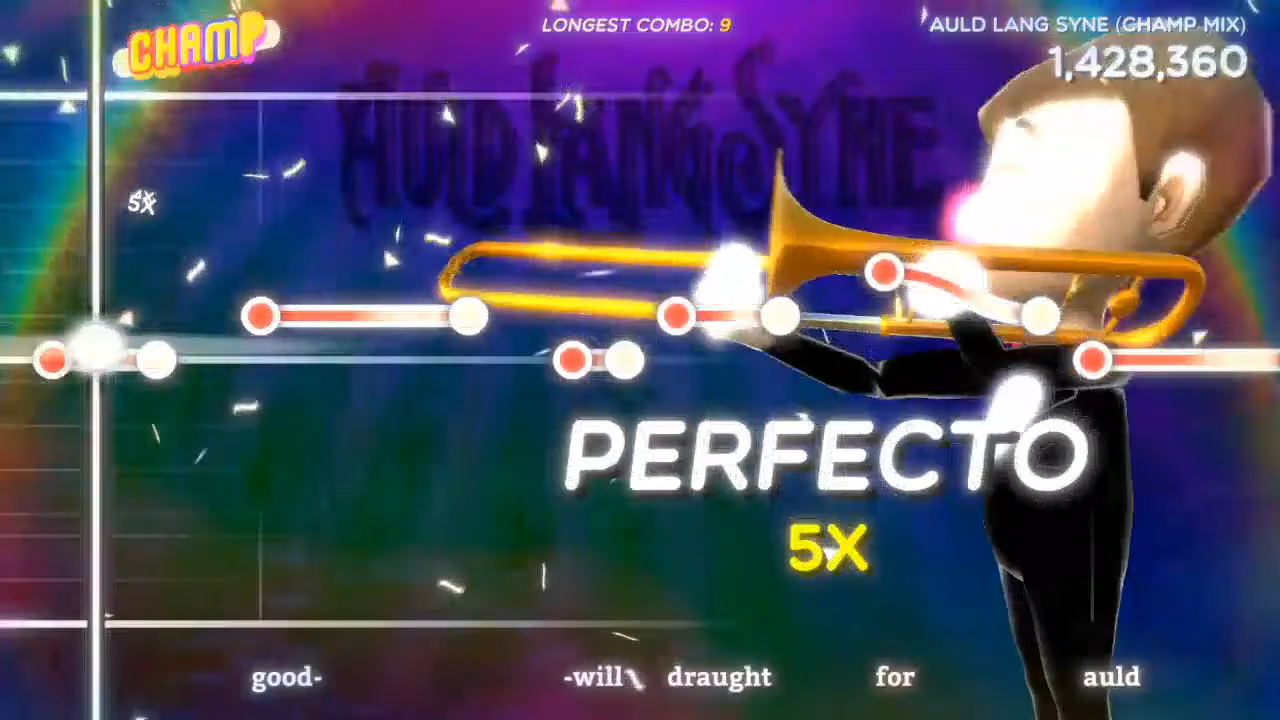 CHAMP
LONGEST COMBO: 9
AULD LANG SYNE (CHAMP MIX)
1,428,360
AULD LANG SYNE
5X
PERFECTO
5X
good- -will draught for auld